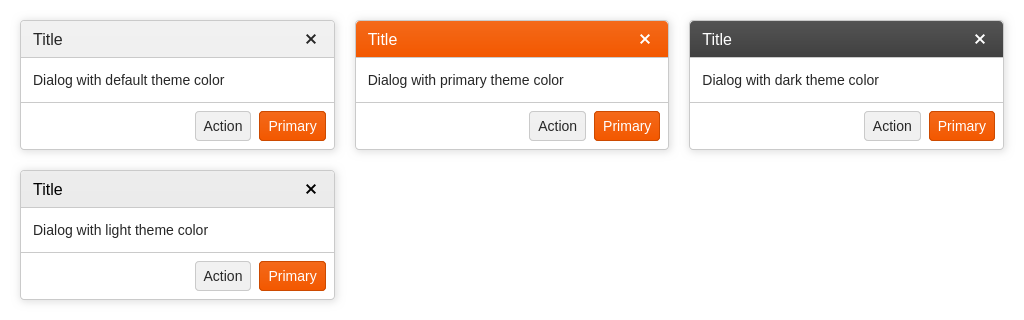 Title
Dialog with default theme color
Action Primary
Title
Dialog with primary theme color
Action Primary
Title
Dialog with dark theme color
Action Primary
Title
Dialog with light theme color
Action Primary